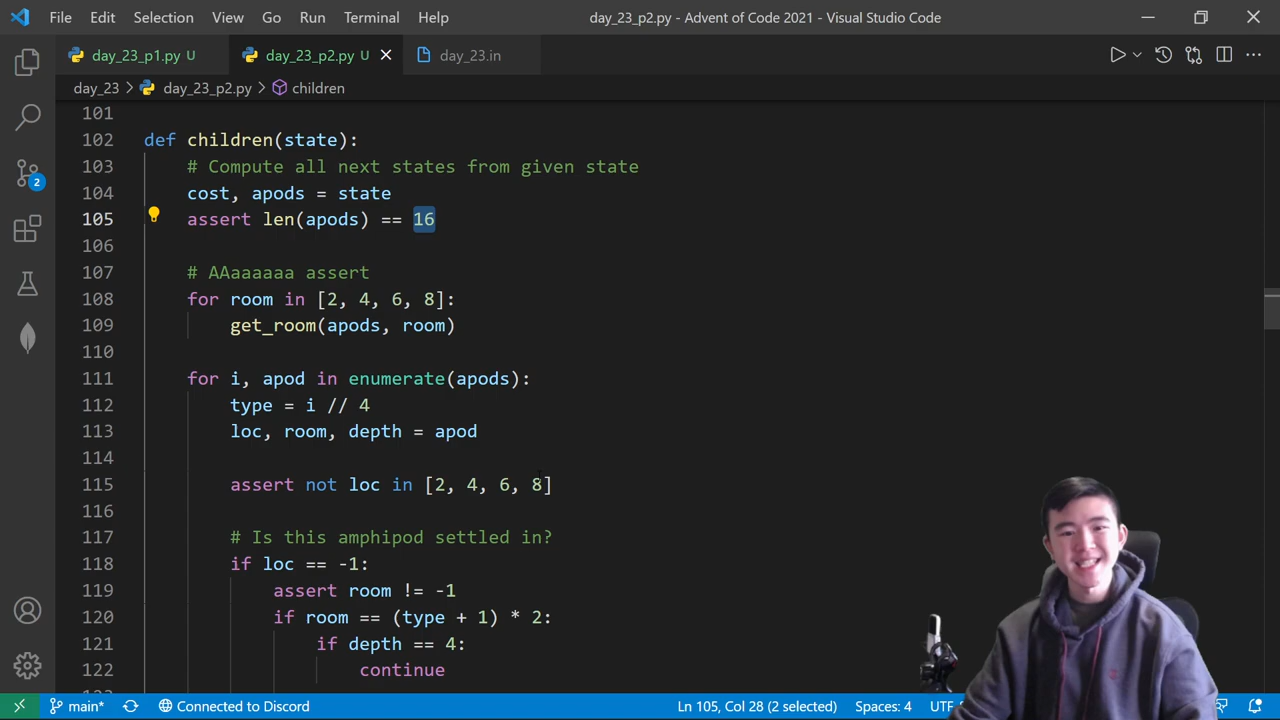 File Edit Selection View Go Run Terminal Help day_23_p2.py - Advent of Code 2021 - Visual Studio Code
day_23_p1.py U day_23_p2.py U day_23.in
day_23 > day_23_p2.py > children
101
102 def children(state):
103 # Compute all next states from given state
104 cost, apods = state
105 assert len(apods) == 16
106
107 # AAaaaaaa assert
108 for room in [2, 4, 6, 8]:
109 get_room(apods, room)
110
111 for i, apod in enumerate(apods):
112 type = i // 4
113 loc, room, depth = apod
114
115 assert not loc in [2, 4, 6, 8]
116
117 # Is this amphipod settled in?
118 if loc == -1:
119 assert room != -1
120 if room == (type + 1) * 2:
121 if depth == 4:
122 continue
2
main* Connected to Discord Ln 105, Col 28 (2 selected) Spaces: 4